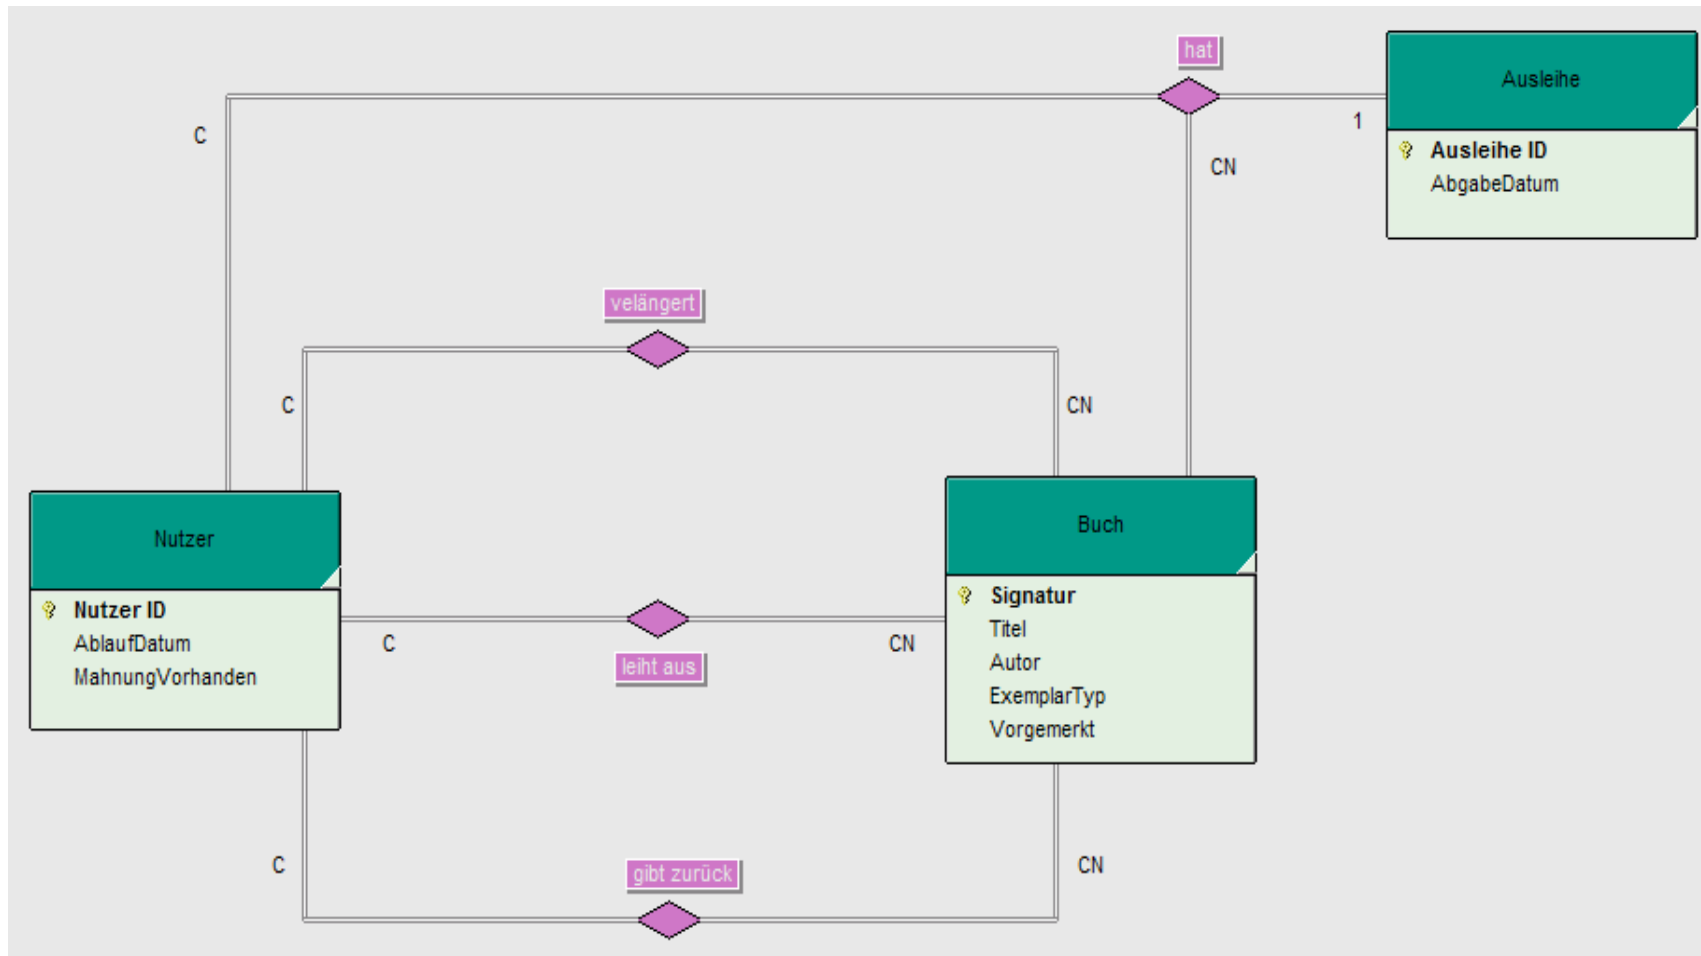 hat
Ausleihe
C
1
Ausleihe ID
CN
AbgabeDatum
velängert
C
CN
Nutzer
Buch
Nutzer ID
AblaufDatum
MahnungVorhanden
C
leiht aus
CN
Signatur
Titel
Autor
ExemplarTyp
Vorgemerkt
C
gibt zurück
CN